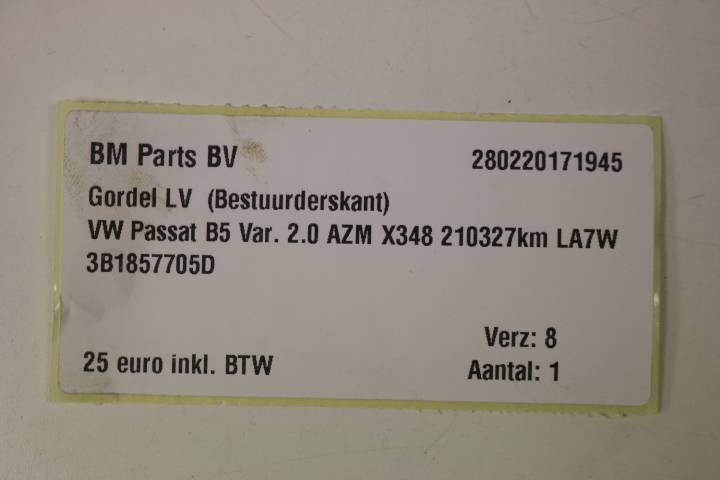 BM Parts BV 280220171945
Gordel LV (Bestuurderskant)
VW Passat B5 Var. 2.0 AZM X348 210327km LA7W
3B1857705D
Verz: 8
25 euro inkl. BTW Aantal: 1